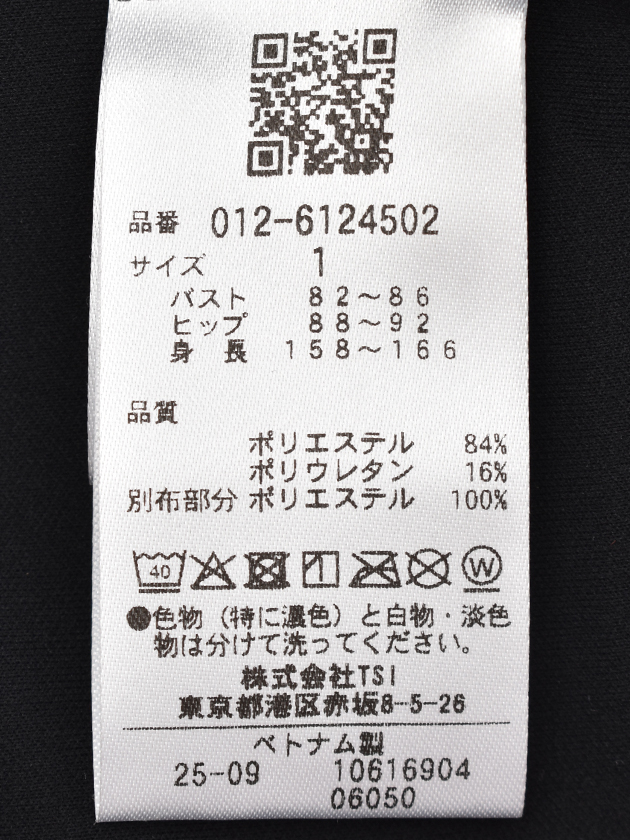 品番 012-6124502
サイズ 1
バスト 82～86
ヒップ 88～92
身 長 158～166
品質
ポリエステル 84%
ポリウレタン 16%
別布部分 ポリエステル 100%
40 W
●色物（特に濃色）と白物・淡色
物は分けて洗ってください。
株式会社TSI
東京都港区赤坂8-5-26
ベトナム製
25-09 10616904
06050